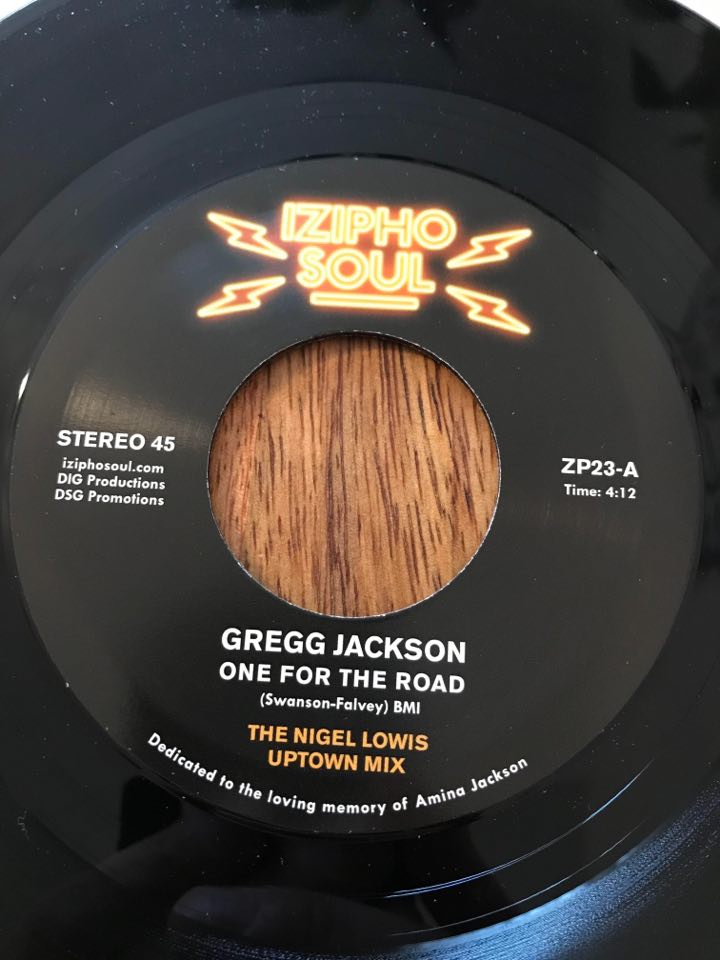 IZIPHO
SOUL
STEREO 45
iziphosoul.com
DIG Productions
DSG Promotions
ZP23-A
Time: 4:12
GREGG JACKSON
ONE FOR THE ROAD
(Swanson-Falvey) BMI
THE NIGEL LOWIS
UPTOWN MIX
Dedicated to the loving memory of Amina Jackson